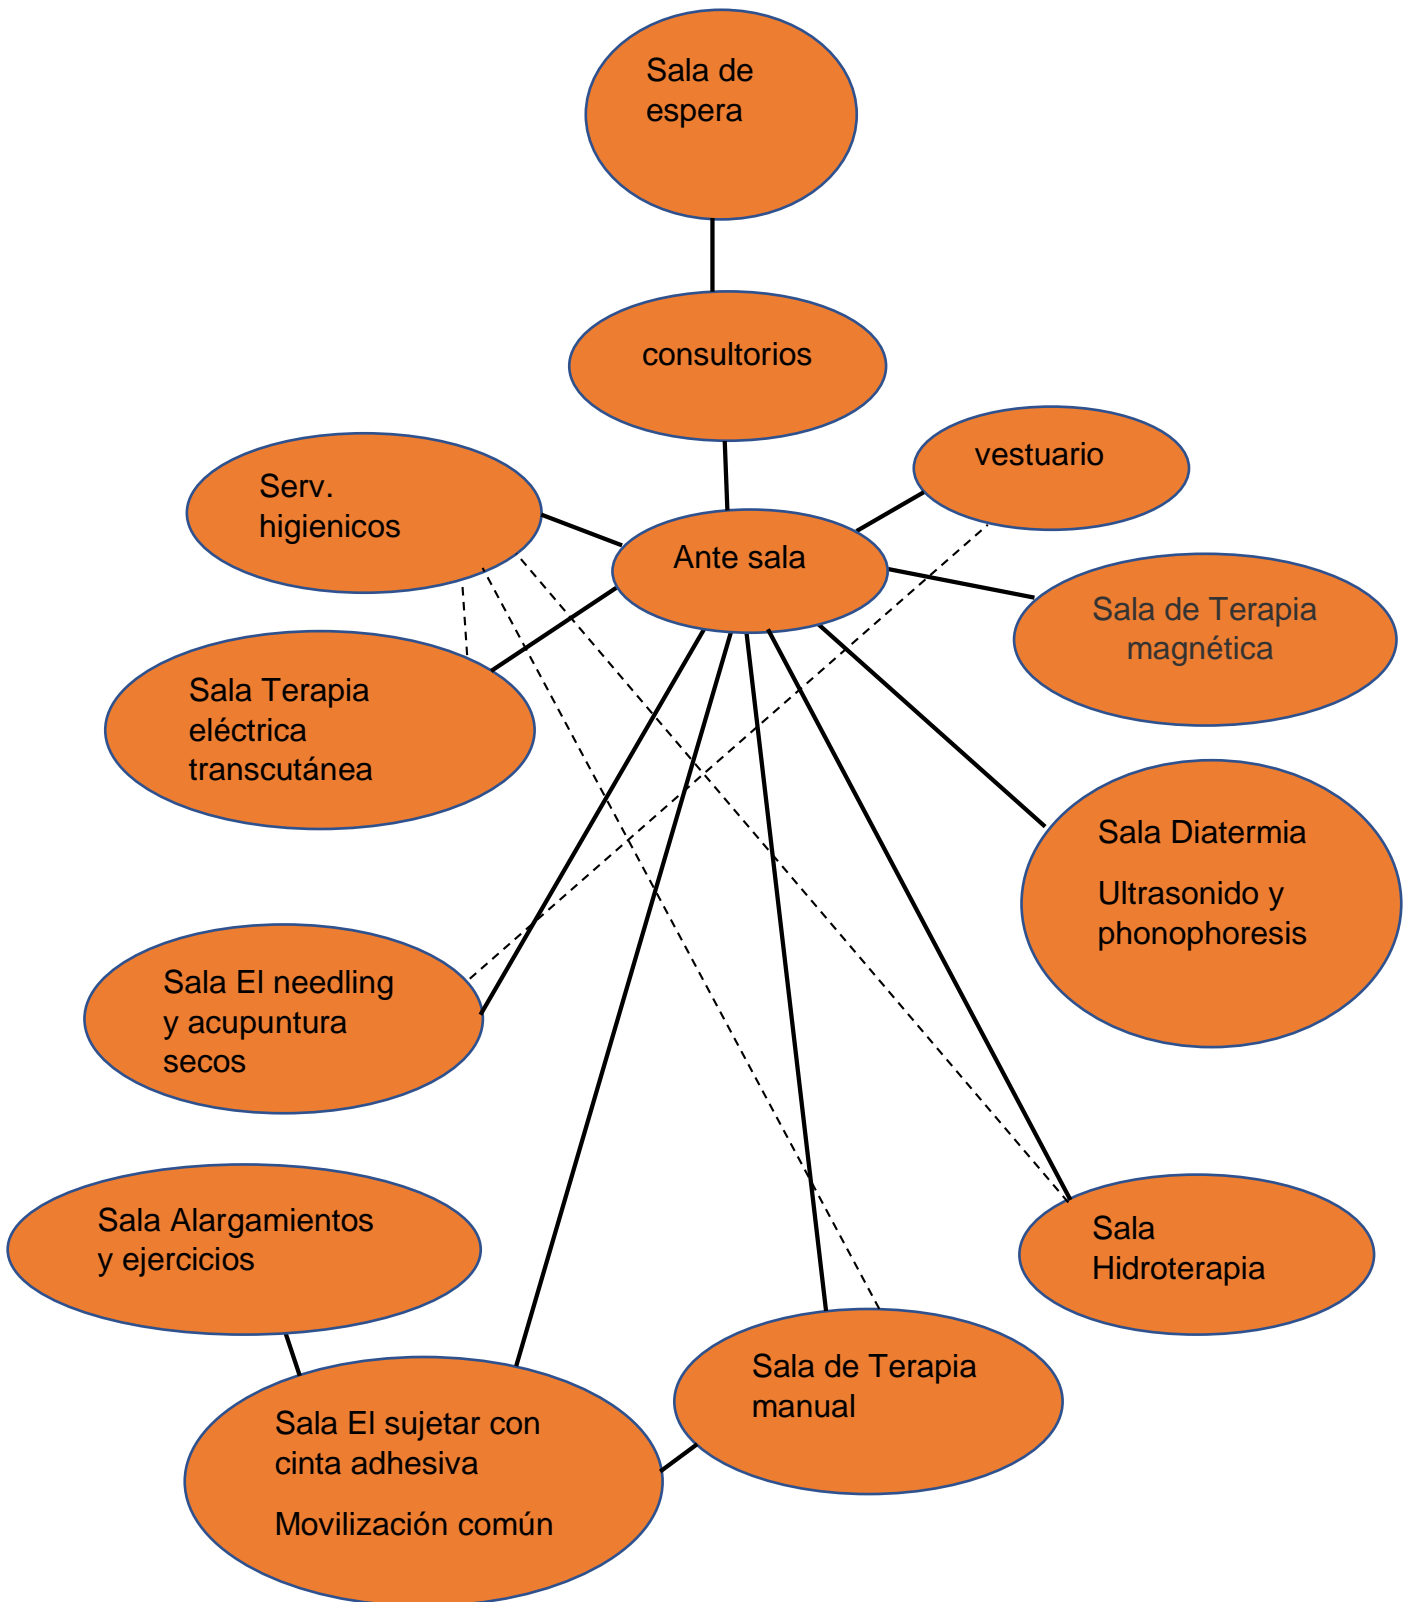 Sala de
espera
consultorios
vestuario
Serv.
higienicos
Ante sala
Sala de Terapia
magnética
Sala Terapia
eléctrica
transcutánea
Sala Diatermia
Ultrasonido y
phonophoresis
Sala El needling
y acupuntura
secos
Sala Alargamientos
y ejercicios
Sala
Hidroterapia
Sala de Terapia
manual
Sala El sujetar con
cinta adhesiva
Movilización común